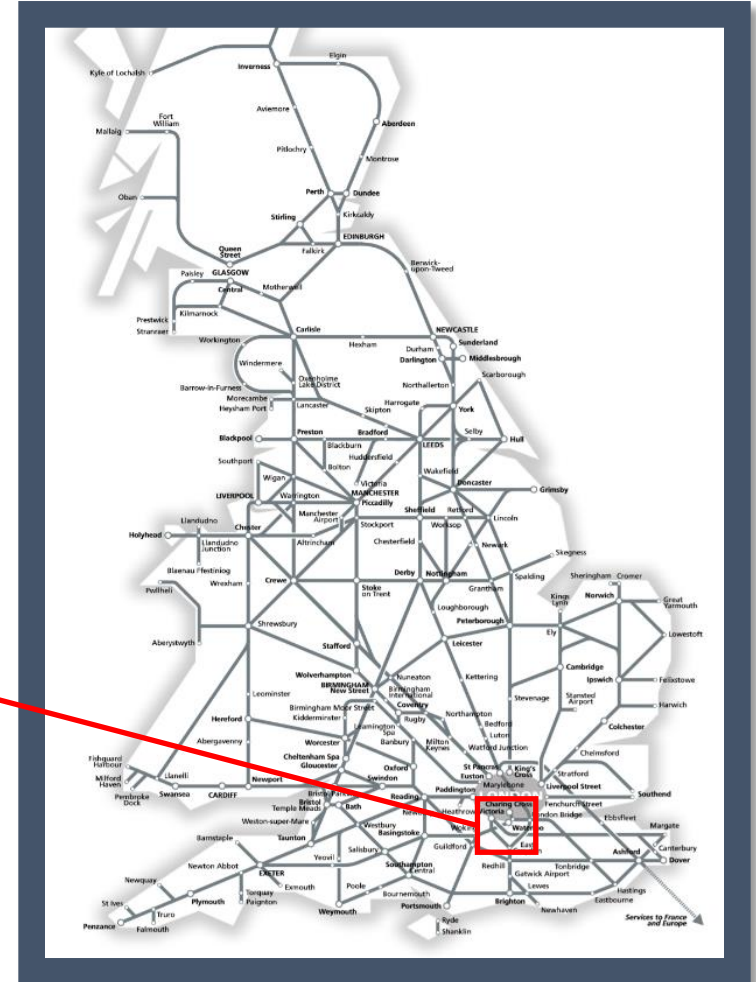 Elgin
Inverness
Kyle of Lochalsh
Aviemore
Fort
William
Mallaig
Aberdeen
Pitlochry
Montrose
Oban
Perth
Dundee
Stirling
Kirkcaldy
EDINBURGH
Queen
Street
Falkirk
GLASGOW
Central
Paisley
Motherwell
Berwick-
upon-Tweed
Prestwick
Stranraer
Kilmarnock
Carlisle
NEWCASTLE
Workington
Hexham
Sunderland
Durham
Darlington
Middlesbrough
Windermere
Scarborough
Oxenholme
Lake District
Barrow-in-Furness
Northallerton
Morecambe
Heysham Port
Lancaster
Harrogate
York
Skipton
Blackpool
Preston
Bradford
Selby
Hull
Blackburn
LEEDS
Southport
Huddersfield
Bolton
Wigan
Victoria
Wakefield
MANCHESTER
Piccadilly
Doncaster
Grimsby
LIVERPOOL
Warrington
Manchester
Airport
Sheffield
Retford
Llandudno
Stockport
Worksop
Lincoln
Holyhead
Chester
Llandudno
Junction
Altrincham
Chesterfield
Newark
Skegness
Blaenau Ffestiniog
Derby
Nottingham
Pwllheli
Wrexham
Crewe
Stoke
on Trent
Grantham
Spalding
Sheringham
Cromer
Kings
Lynn
Norwich
Great
Yarmouth
Loughborough
Peterborough
Shrewsbury
Ely
Lowestoft
Aberystwyth
Stafford
Leicester
Cambridge
Wolverhampton
Nuneaton
Kettering
Ipswich
Felixstowe
BIRMINGHAM
New Street
Birmingham
International
Stansted
Airport
Leominster
Coventry
Stevenage
Harwich
Birmingham Moor Street
Kidderminster
Rugby
Northampton
Hereford
Leamington
Spa
Bedford
Colchester
Abergavenny
Worcester
Banbury
Milton
Keynes
Luton
Watford Junction
Chelmsford
Fishguard
Harbour
Cheltenham Spa
Gloucester
Oxford
St Pancras
King's
Cross
Euston
Stratford
Milford
Haven
Llanelli
Newport
Swindon
Marylebone
Liverpool Street
Pembroke
Dock
Swansea
CARDIFF
Paddington
Southend
Bristol Park
Reading
Charing Cross
Fenchurch Street
Bristol
Temple Meads
Bath
New
Heathrow
Victoria
London Bridge
Ebbsfleet
Weston-super-Mare
Westbury
Basingstoke
Wok
Waterloo
Margate
Barnstaple
Taunton
Guildford
East
Canterbury
Salisbury
Ashford
Dover
Yeovil
Redhill
Tonbridge
Newton Abbot
EXETER
Southampton
Central
Gatwick Airport
Newquay
Exmouth
Poole
Lewes
Hastings
Torquay
Paignton
Bournemouth
Eastbourne
St Ives
Plymouth
Portsmouth
Brighton
Newhaven
Truro
Weymouth
Penzance
Falmouth
Ryde
Shanklin
Services to France
and Europe